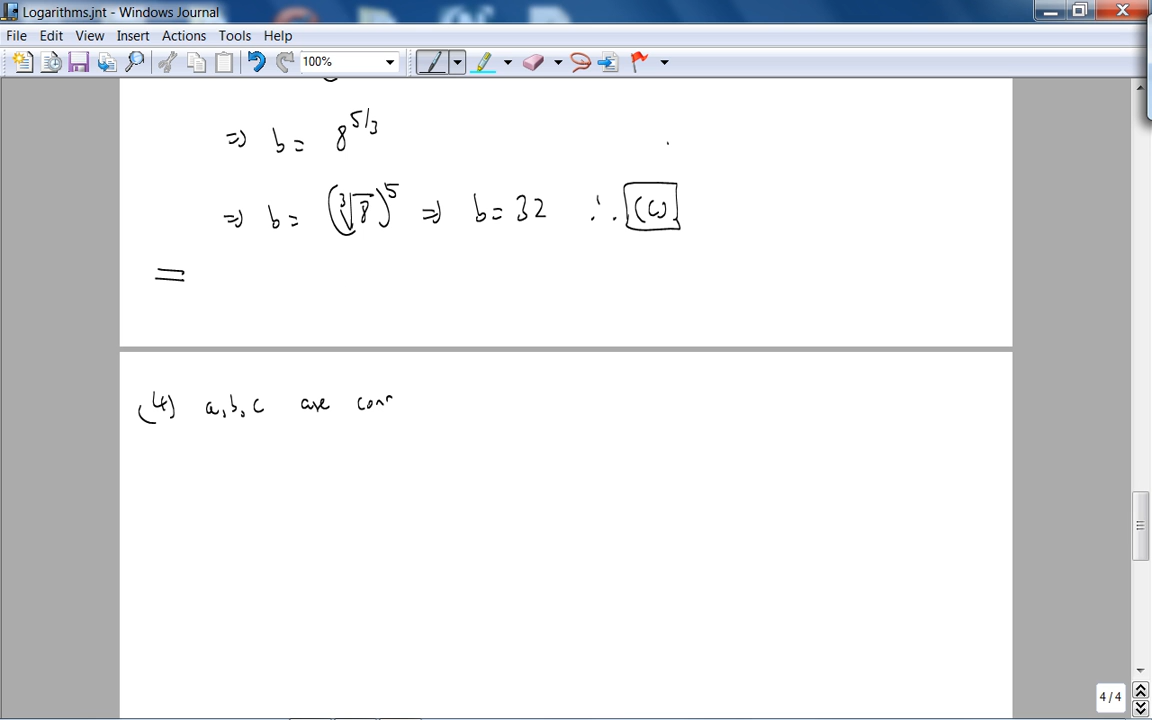 Logarithms.jnt - Windows Journal
File Edit View Insert Actions Tools Help
100%
⇒ b = 8^{5/3}
⇒ b = (∛8)^5 ⇒ b = 32 ∴ (c)
(4) a, b, c are con
4 / 4